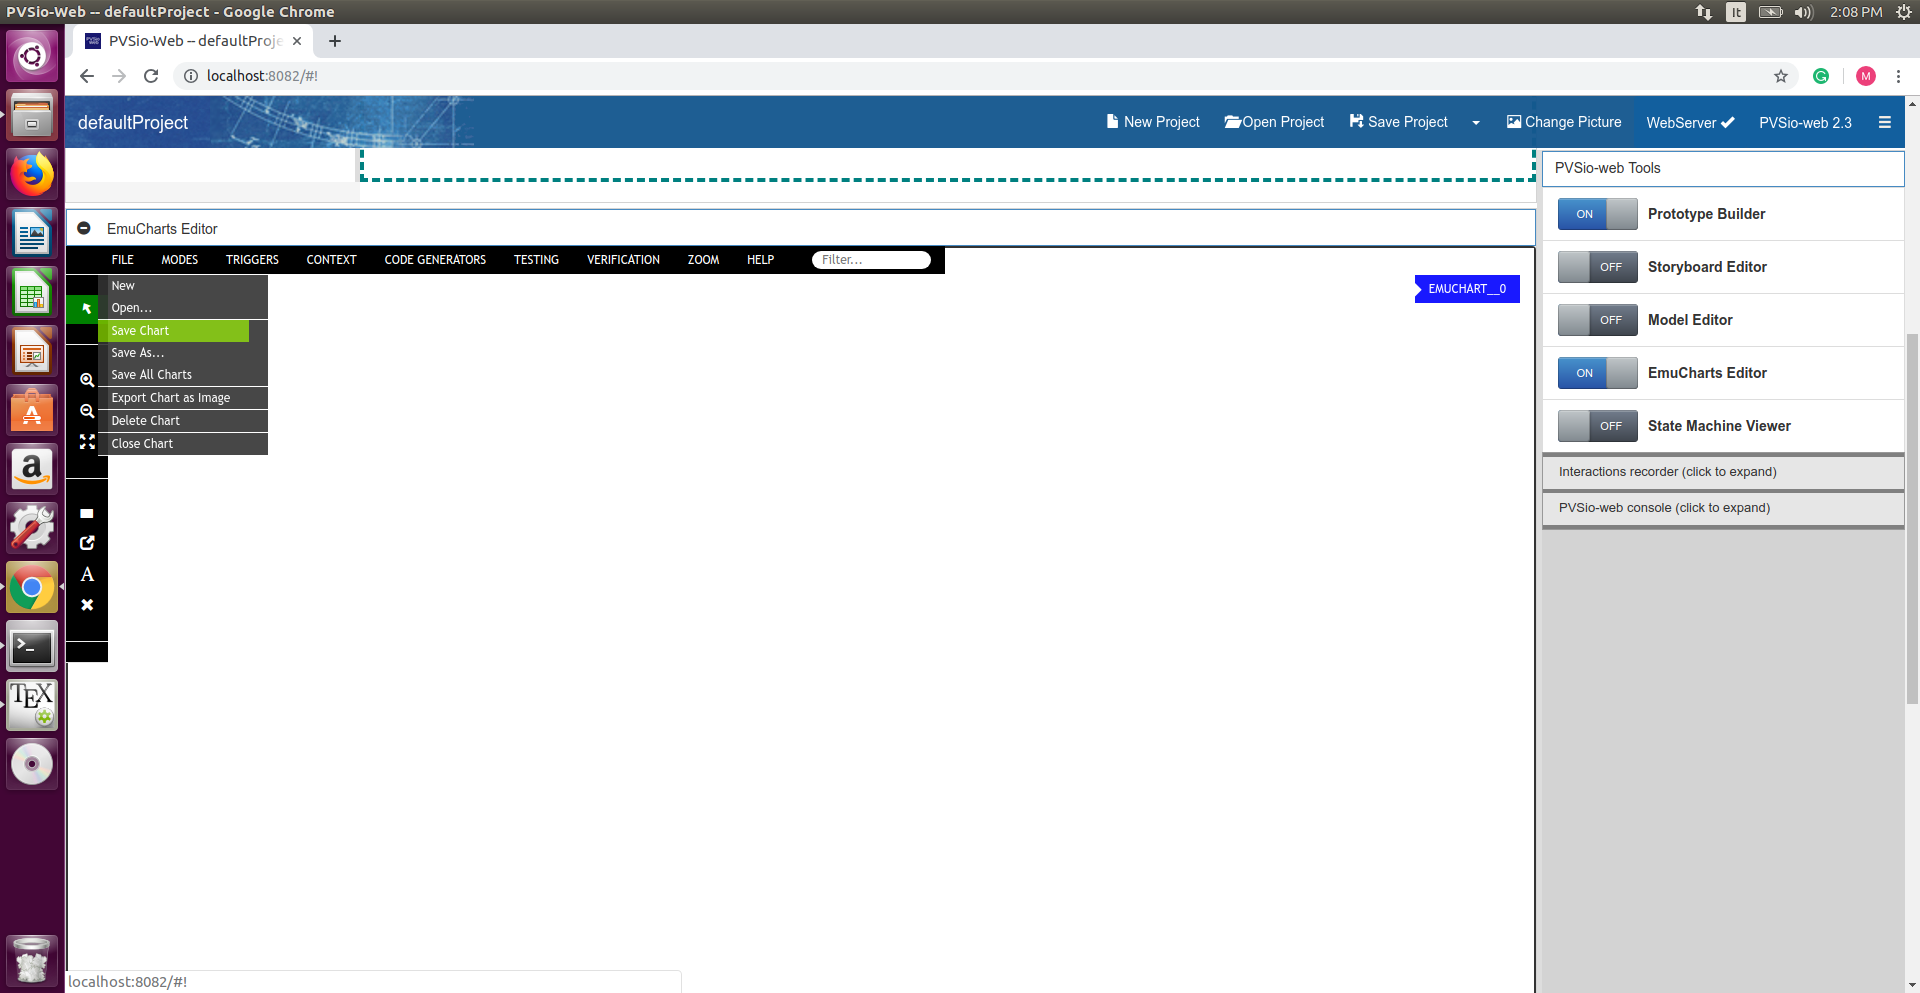 PVSio-Web -- defaultProject - Google Chrome
It
2:08 PM
PVSio-Web -- defaultProje
localhost:8082/#!
M
defaultProject
New Project
Open Project
Save Project
Change Picture
WebServer
PVSio-web 2.3
EmuCharts Editor
FILE
MODES
TRIGGERS
CONTEXT
CODE GENERATORS
TESTING
VERIFICATION
ZOOM
HELP
Filter...
New
Open...
Save Chart
Save As...
Save All Charts
Export Chart as Image
Delete Chart
Close Chart
A
EMUCHART__0
PVSio-web Tools
ON Prototype Builder
OFF Storyboard Editor
OFF Model Editor
ON EmuCharts Editor
OFF State Machine Viewer
Interactions recorder (click to expand)
PVSio-web console (click to expand)
TEX
localhost:8082/#!